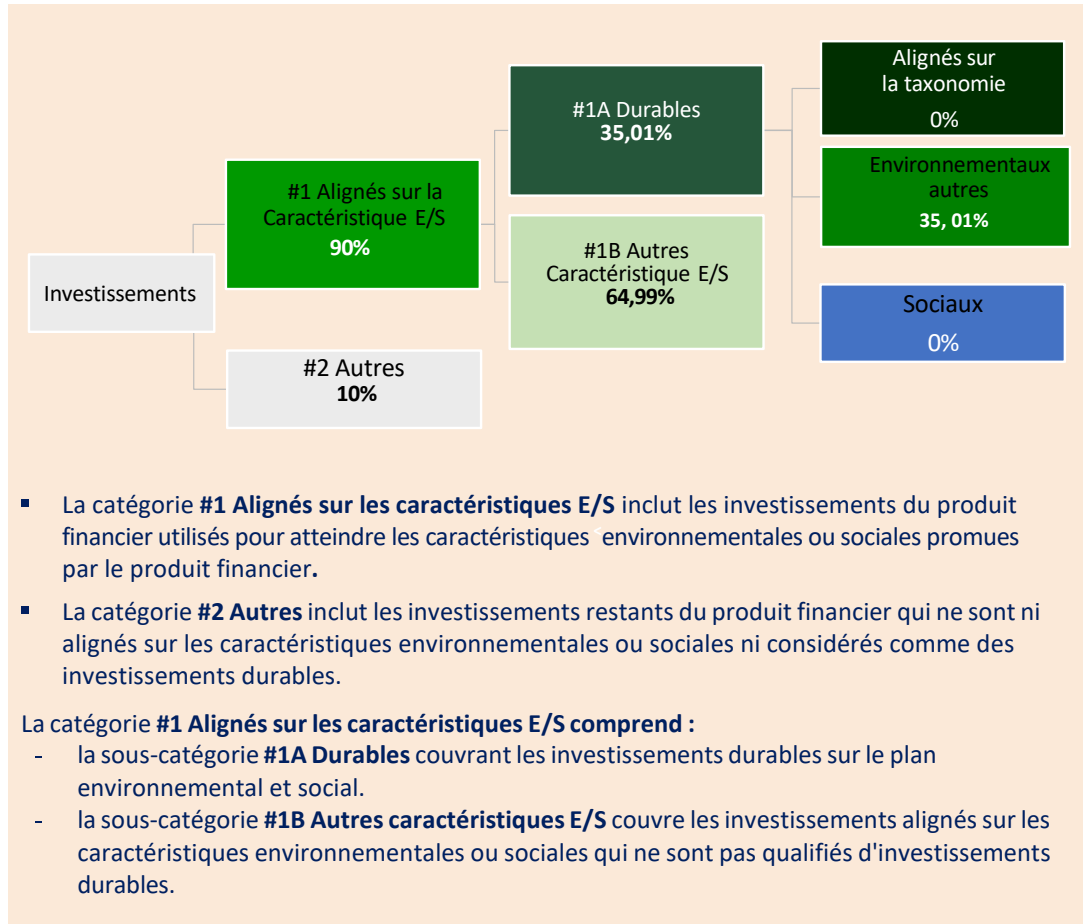 Investissements
#1 Alignés sur la
Caractéristique E/S
90%
#2 Autres
10%
#1A Durables
35,01%
#1B Autres
Caractéristique E/S
64,99%
Alignés sur
la taxonomie
0%
Environnementaux
autres
35, 01%
Sociaux
0%
▪ La catégorie #1 Alignés sur les caractéristiques E/S inclut les investissements du produit
financier utilisés pour atteindre les caractéristiques environnementales ou sociales promues
par le produit financier.
▪ La catégorie #2 Autres inclut les investissements restants du produit financier qui ne sont ni
alignés sur les caractéristiques environnementales ou sociales ni considérés comme des
investissements durables.
La catégorie #1 Alignés sur les caractéristiques E/S comprend :
- la sous-catégorie #1A Durables couvrant les investissements durables sur le plan
environnemental et social.
- la sous-catégorie #1B Autres caractéristiques E/S couvre les investissements alignés sur les
caractéristiques environnementales ou sociales qui ne sont pas qualifiés d'investissements
durables.